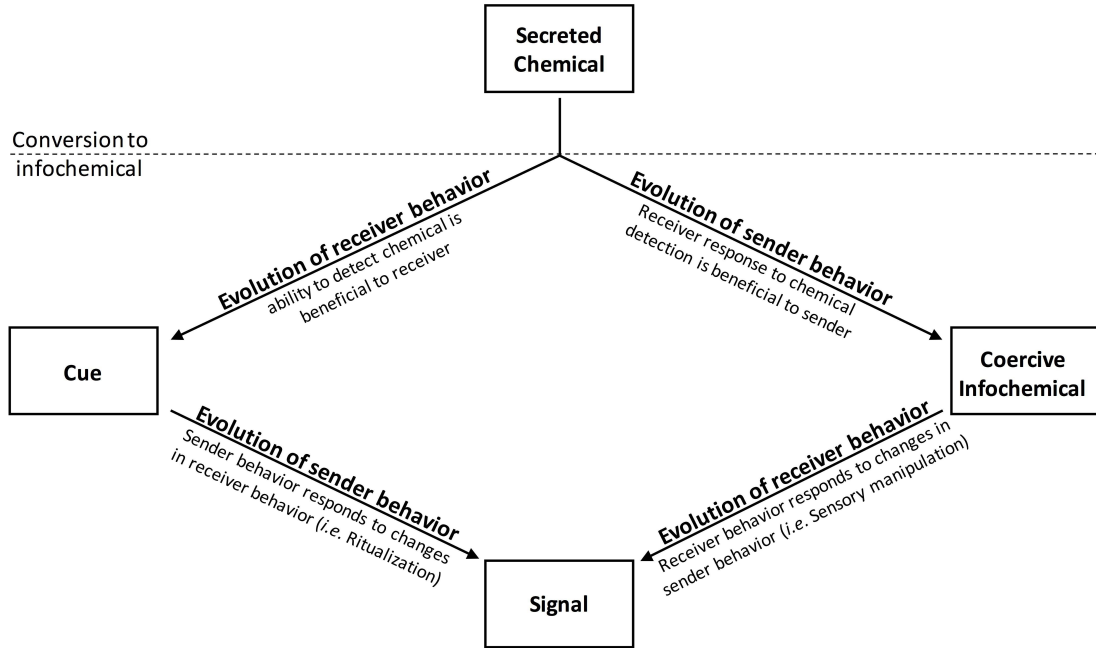 Secreted
Chemical
Conversion to
infochemical
Evolution of receiver behavior
ability to detect chemical is
beneficial to receiver
Evolution of sender behavior
Receiver response to chemical
detection is beneficial to sender
Cue
Coercive
Infochemical
Evolution of sender behavior
Sender behavior responds to changes
in receiver behavior (i.e. Ritualization)
Evolution of receiver behavior
Receiver behavior responds to changes in
sender behavior (i.e. Sensory manipulation)
Signal